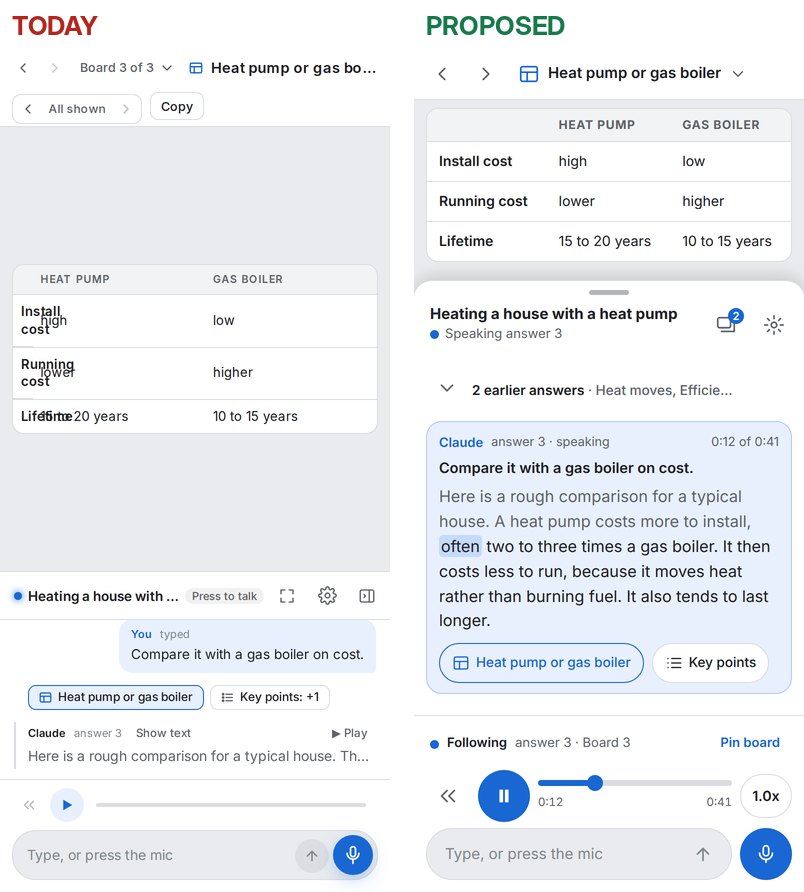 TODAY
Board 3 of 3
Heat pump or gas bo...
All shown
Copy
HEAT PUMP
GAS BOILER
Install cost
high
low
Running cost
lower
higher
Lifetime
15 to 20 years
10 to 15 years
Heating a house with ...
Press to talk
You typed
Compare it with a gas boiler on cost.
Heat pump or gas boiler
Key points: +1
Claude answer 3 Show text
Play
Here is a rough comparison for a typical house. Th...
Type, or press the mic
PROPOSED
Heat pump or gas boiler
HEAT PUMP
GAS BOILER
Install cost
high
low
Running cost
lower
higher
Lifetime
15 to 20 years
10 to 15 years
Heating a house with a heat pump
2
Speaking answer 3
2 earlier answers · Heat moves, Efficie...
Claude answer 3 · speaking
0:12 of 0:41
Compare it with a gas boiler on cost.
Here is a rough comparison for a typical
house. A heat pump costs more to install,
often two to three times a gas boiler. It then
costs less to run, because it moves heat
rather than burning fuel. It also tends to last
longer.
Heat pump or gas boiler
Key points
Following answer 3 · Board 3
Pin board
0:12
0:41
1.0x
Type, or press the mic